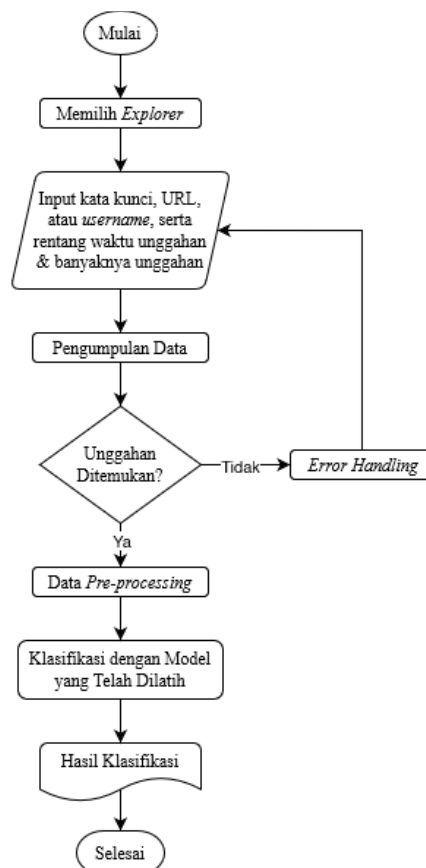 Mulai
Memilih Explorer
Input kata kunci, URL,
atau username, serta
rentang waktu unggahan
& banyaknya unggahan
Pengumpulan Data
Unggahan
Ditemukan?
Tidak
Error Handling
Ya
Data Pre-processing
Klasifikasi dengan Model
yang Telah Dilatih
Hasil Klasifikasi
Selesai